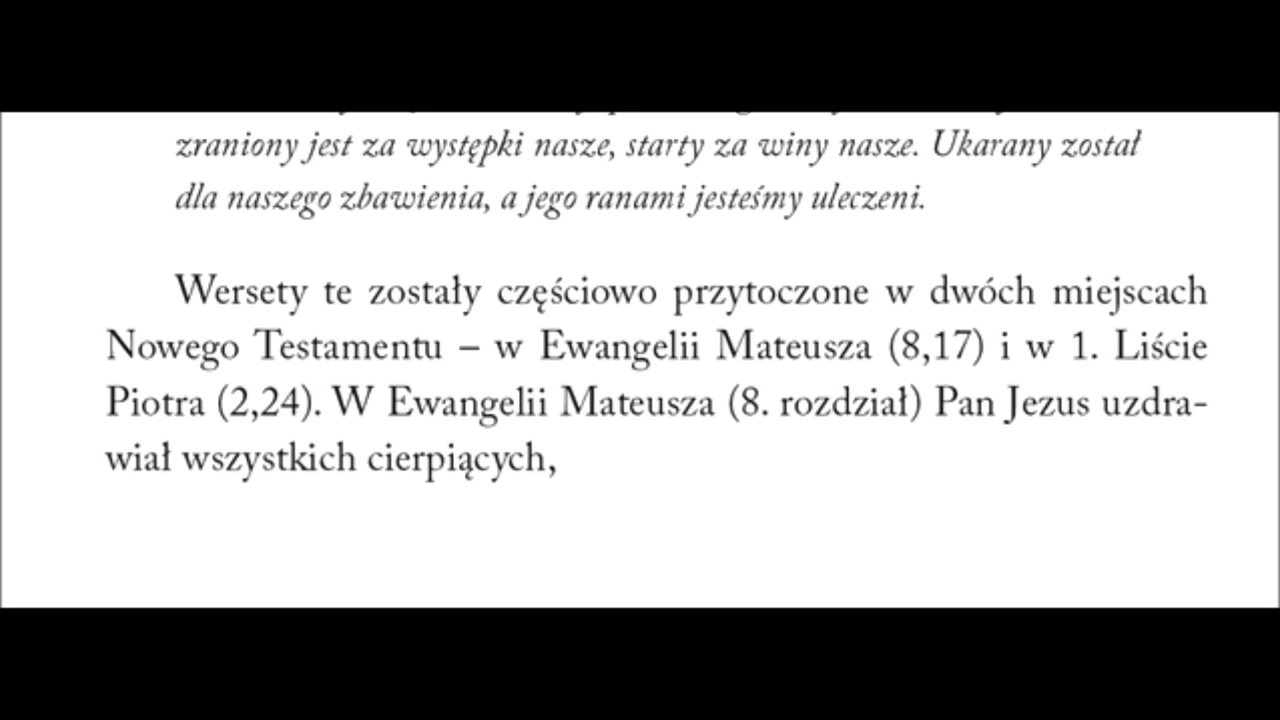 zraniony jest za występki nasze, starty za winy nasze. Ukarany został
dla naszego zbawienia, a jego ranami jesteśmy uleczeni.
Wersety te zostały częściowo przytoczone w dwóch miejscach
Nowego Testamentu – w Ewangelii Mateusza (8,17) i w 1. Liście
Piotra (2,24). W Ewangelii Mateusza (8. rozdział) Pan Jezus uzdra-
wiał wszystkich cierpiących,